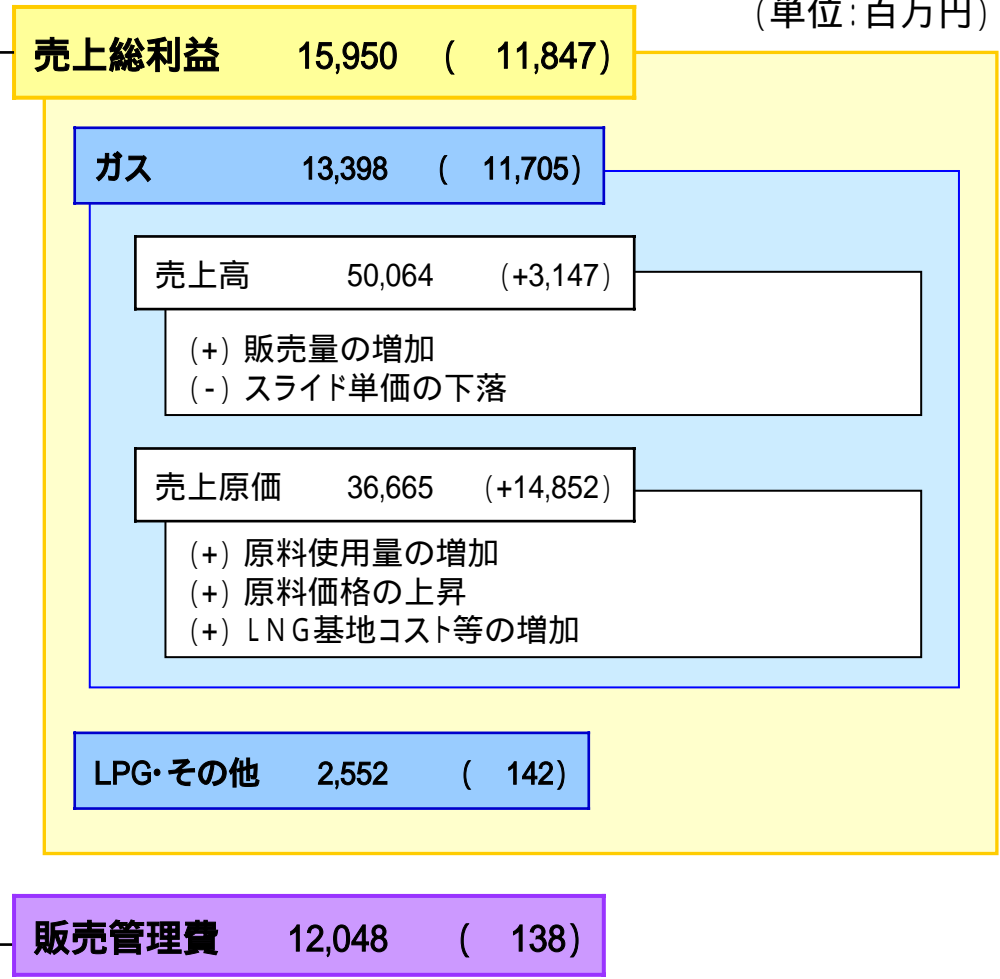 (単位:百万円)
売上総利益 15,950 ( 11,847)
ガス 13,398 ( 11,705)
売上高 50,064 (+3,147)
(+) 販売量の増加
(-) スライド単価の下落
売上原価 36,665 (+14,852)
(+) 原料使用量の増加
(+) 原料価格の上昇
(+) LNG基地コスト等の増加
LPG・その他 2,552 ( 142)
販売管理費 12,048 ( 138)